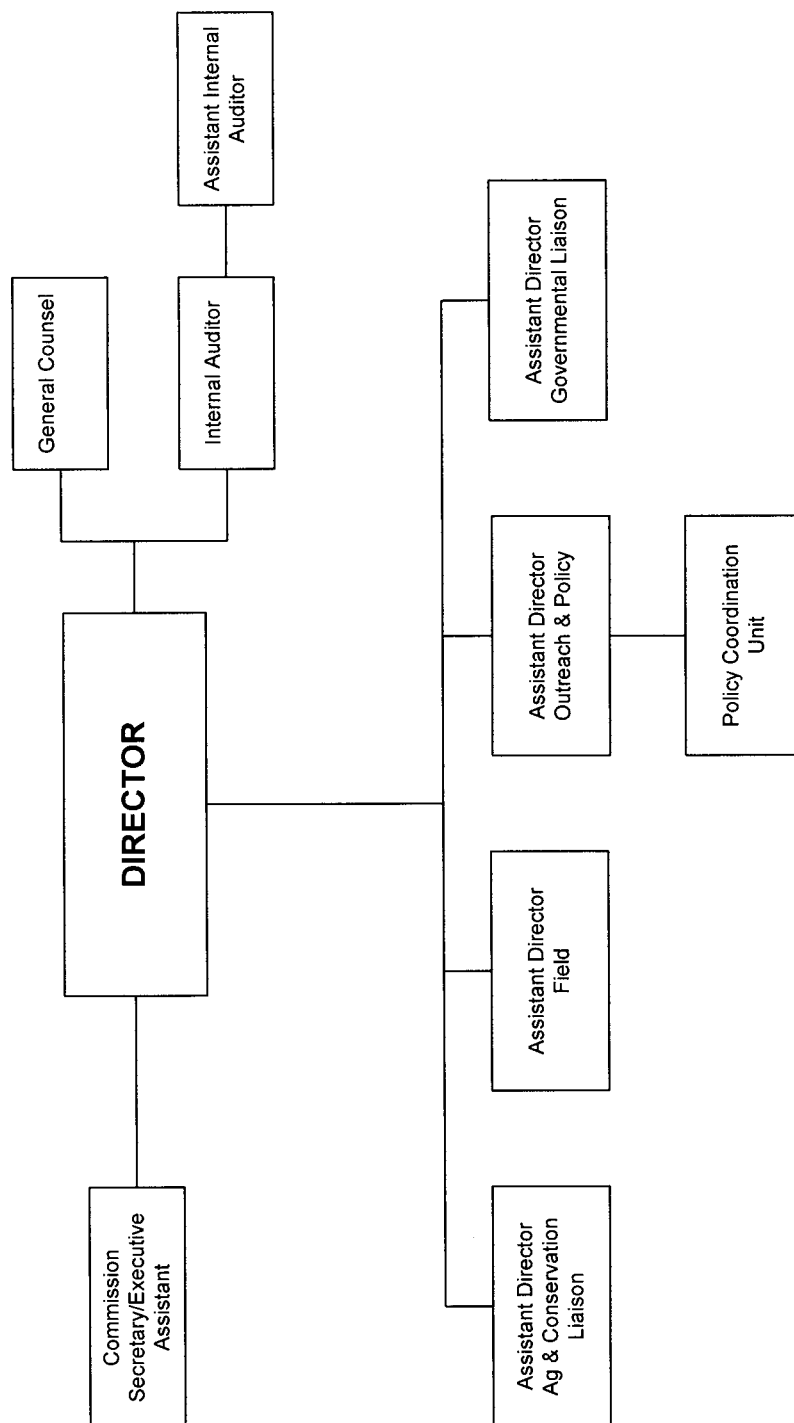 DIRECTOR
Commission
Secretary/Executive
Assistant
General Counsel
Internal Auditor
Assistant Internal
Auditor
Assistant Director
Ag & Conservation
Liaison
Assistant Director
Field
Assistant Director
Outreach & Policy
Assistant Director
Governmental Liaison
Policy Coordination
Unit